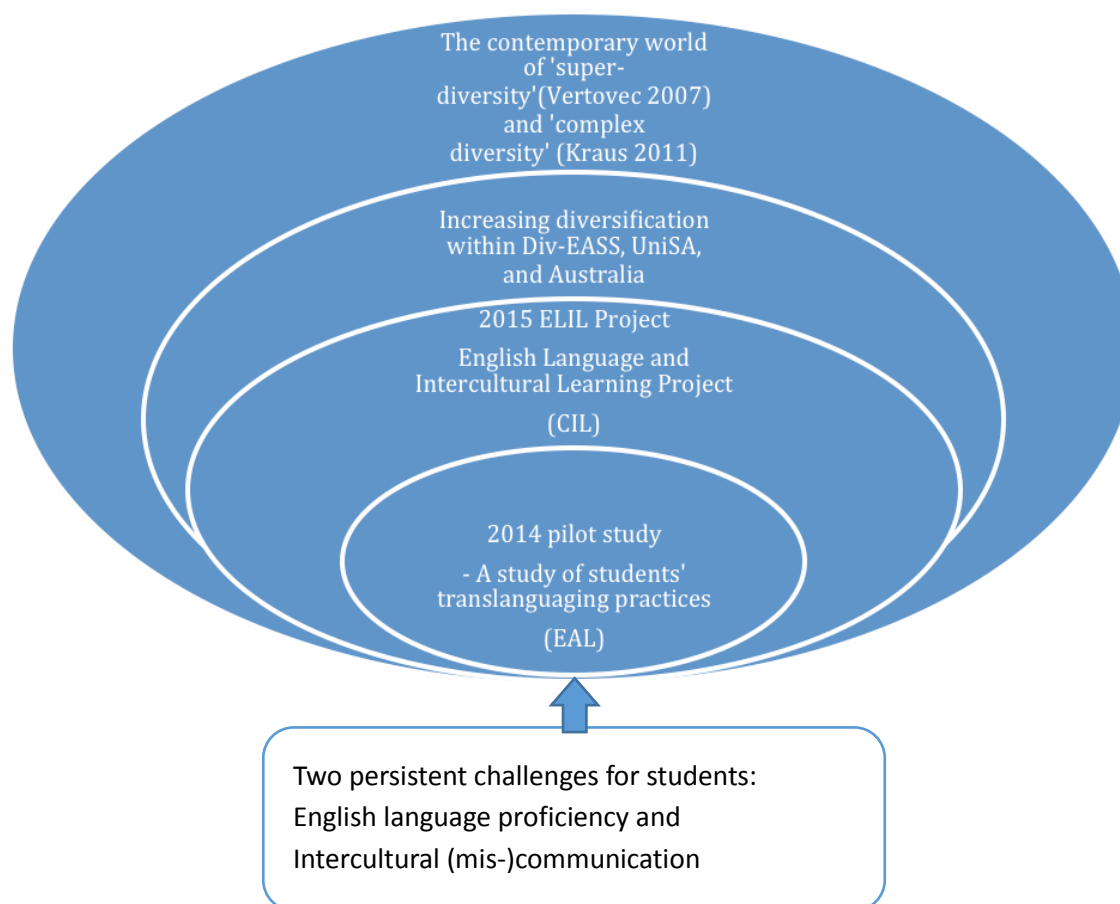 The contemporary world
of 'super-
diversity'(Vertovec 2007)
and 'complex
diversity' (Kraus 2011)
Increasing diversification
within Div-EASS, UniSA,
and Australia
2015 ELIL Project
English Language and
Intercultural Learning Project
(CIL)
2014 pilot study
- A study of students'
translanguaging practices
(EAL)
Two persistent challenges for students:
English language proficiency and
Intercultural (mis-)communication